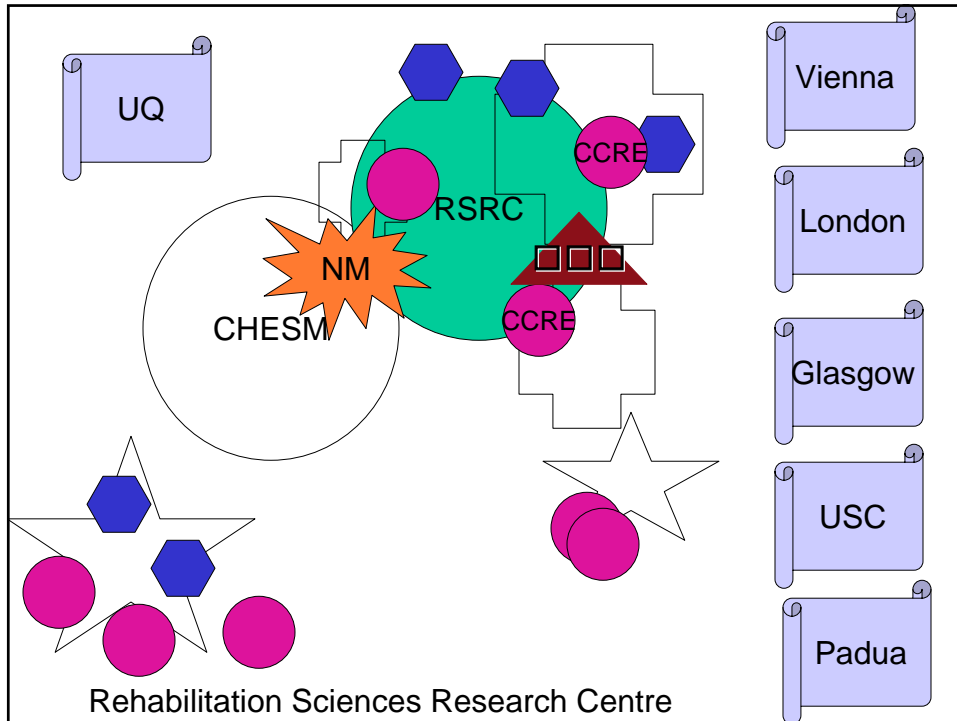 UQ
Vienna
CCRE
RSRC
London
NM
CHESM
CCRE
Glasgow
USC
Padua
Rehabilitation Sciences Research Centre